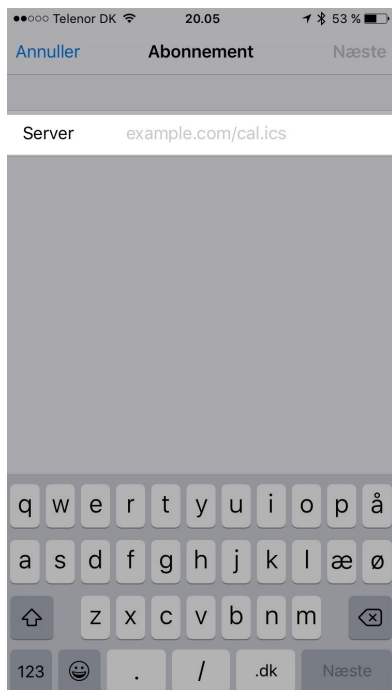 Telenor DK 20.05 53 %
Annuller Abonnement Næste
Server example.com/cal.ics
q w e r t y u i o p å
a s d f g h j k l æ ø
z x c v b n m
123 . / .dk Næste